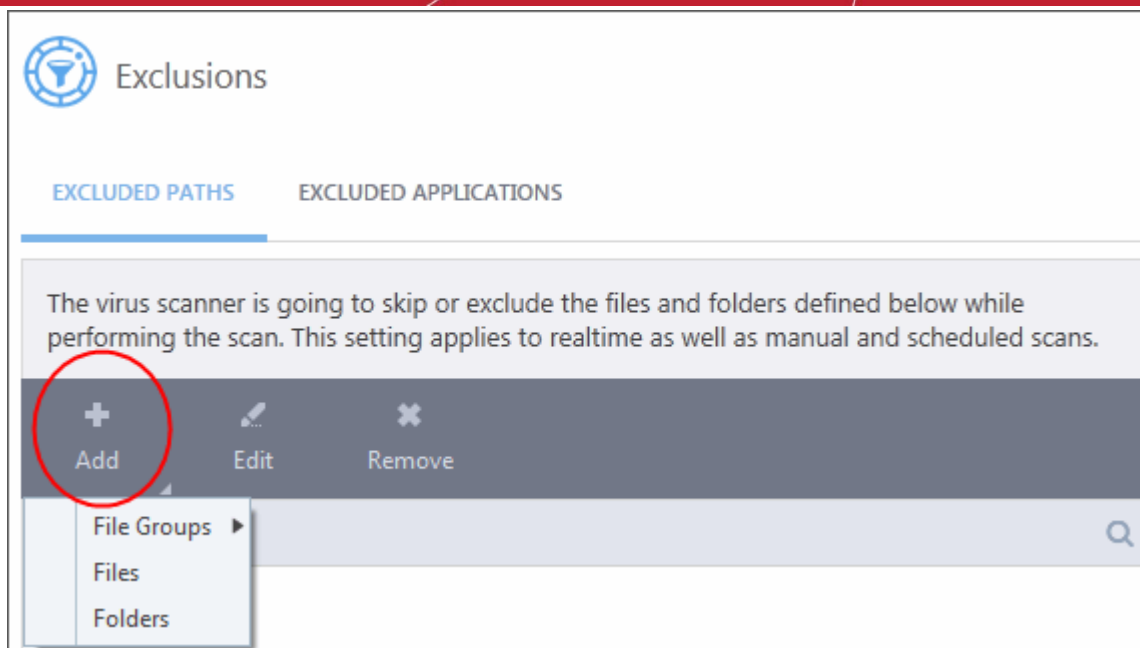 Exclusions
EXCLUDED PATHS EXCLUDED APPLICATIONS
The virus scanner is going to skip or exclude the files and folders defined below while
performing the scan. This setting applies to realtime as well as manual and scheduled scans.
Add Edit Remove
File Groups
Files
Folders